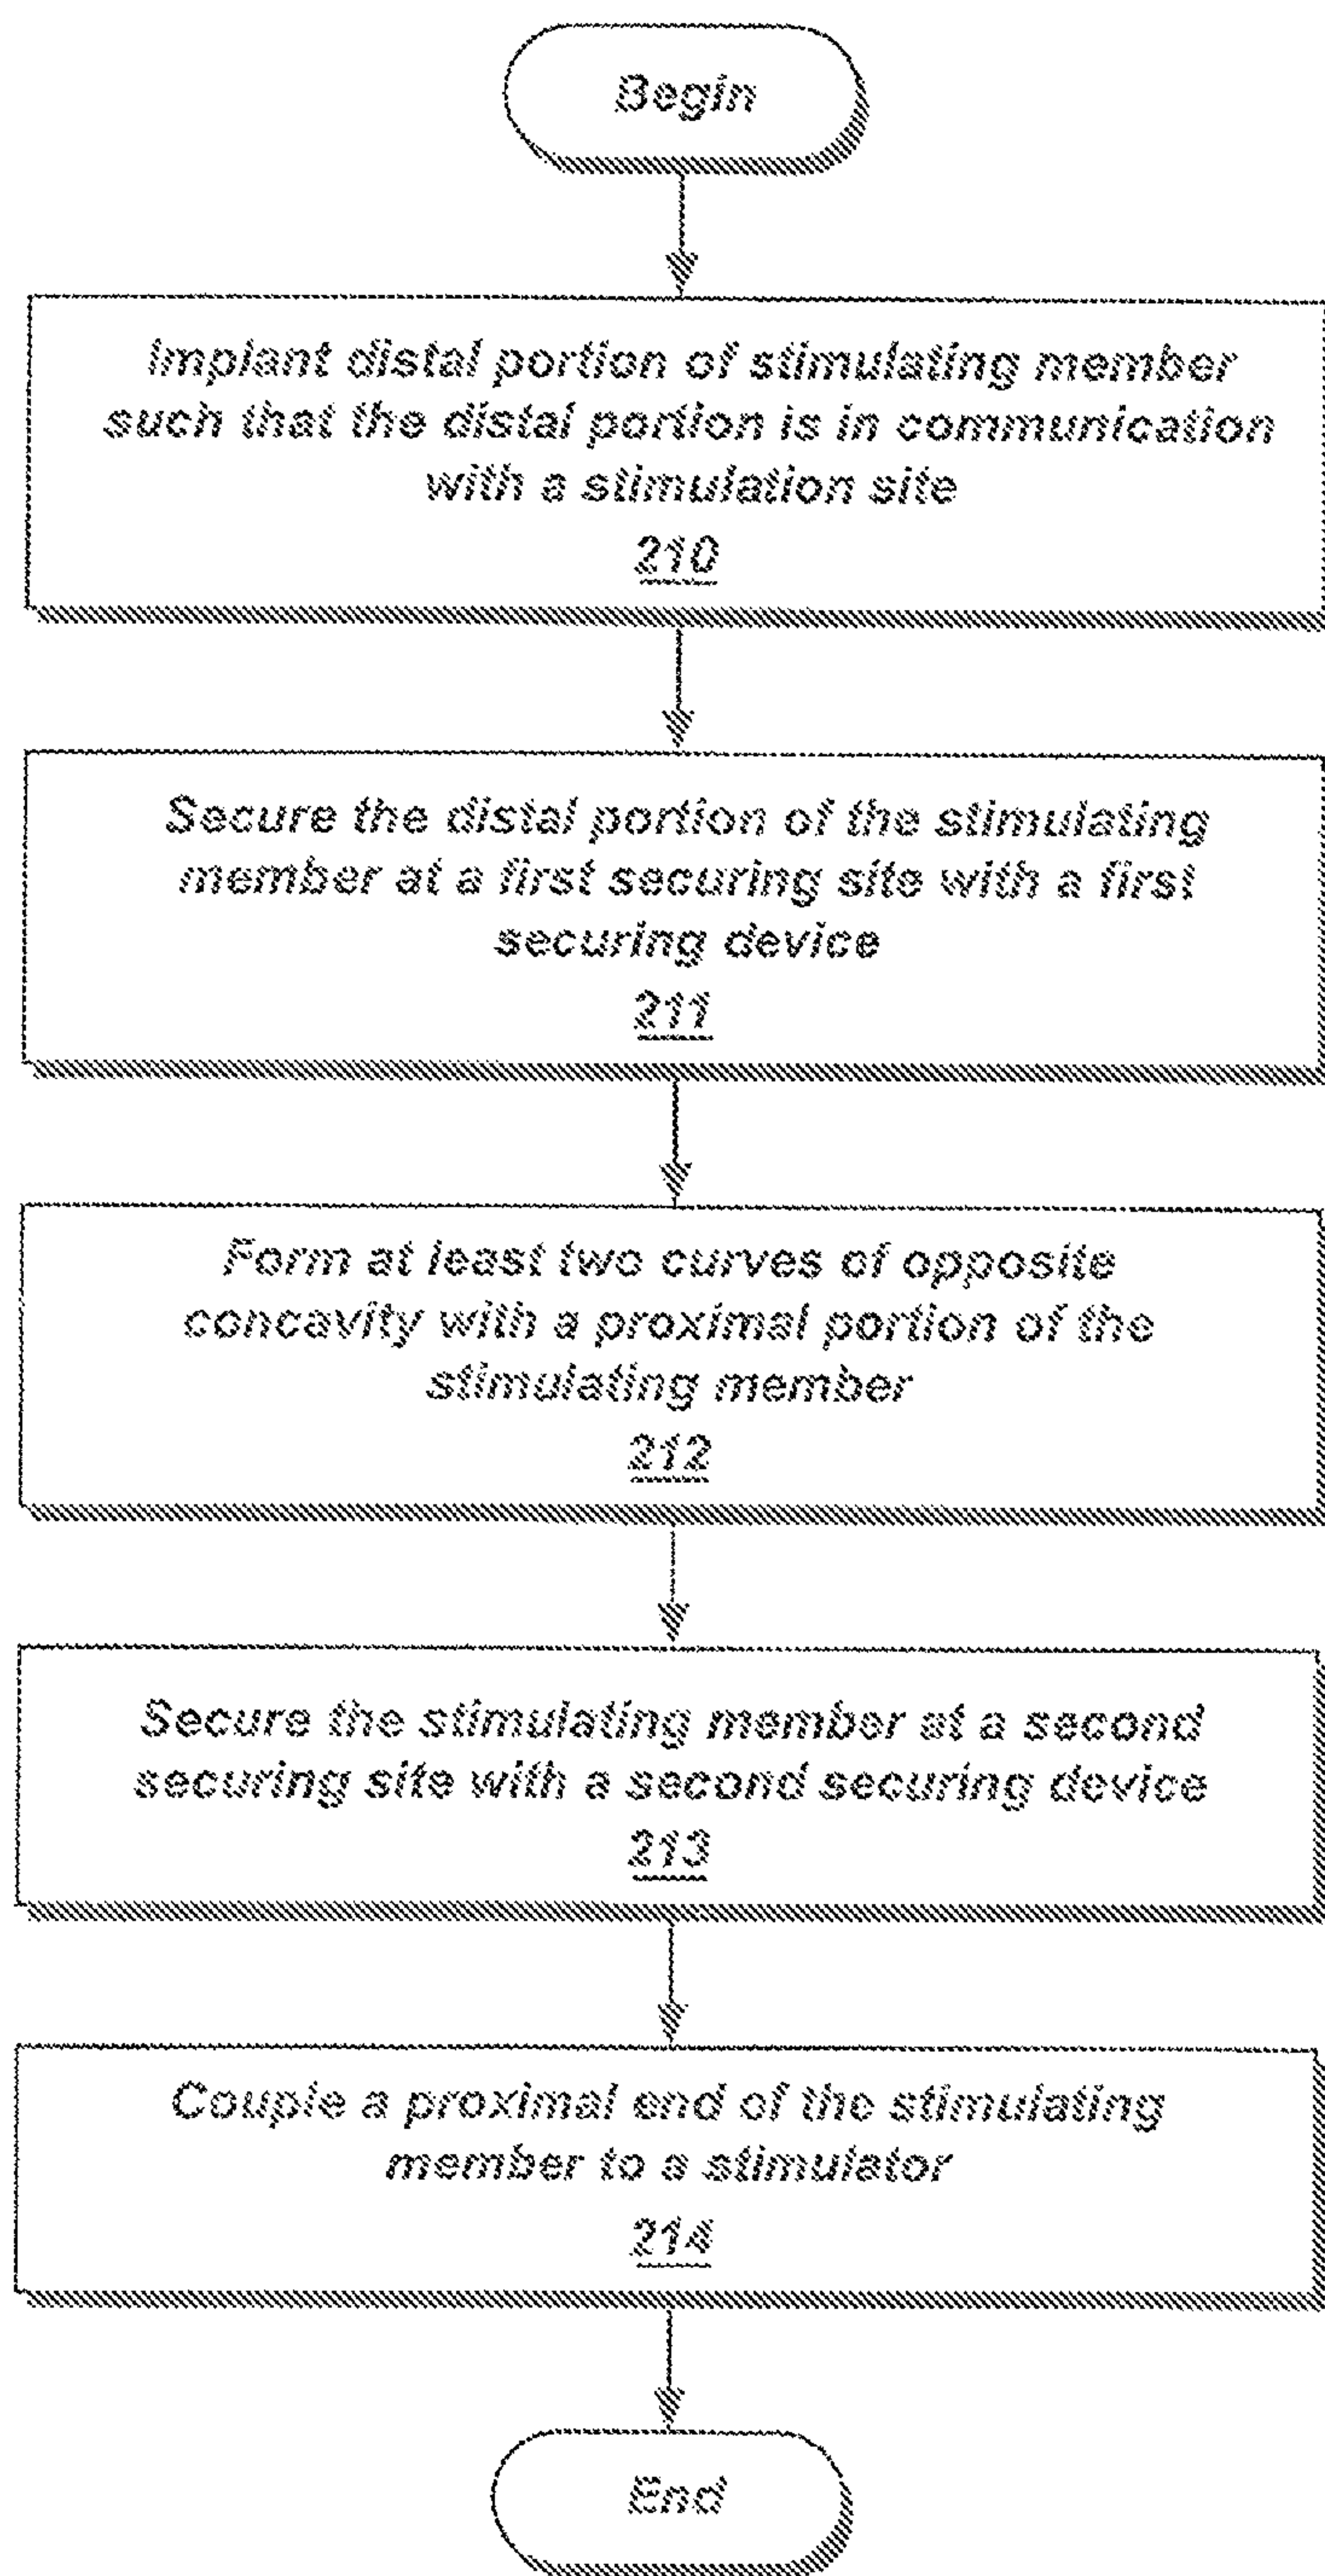 Begin
Implant distal portion of stimulating member
such that the distal portion is in communication
with a stimulation site
210
Secure the distal portion of the stimulating
member at a first securing site with a first
securing device
211
Form at least two curves of opposite
concavity with a proximal portion of the
stimulating member
212
Secure the stimulating member at a second
securing site with a second securing device
213
Couple a proximal end of the stimulating
member to a stimulator
214
End